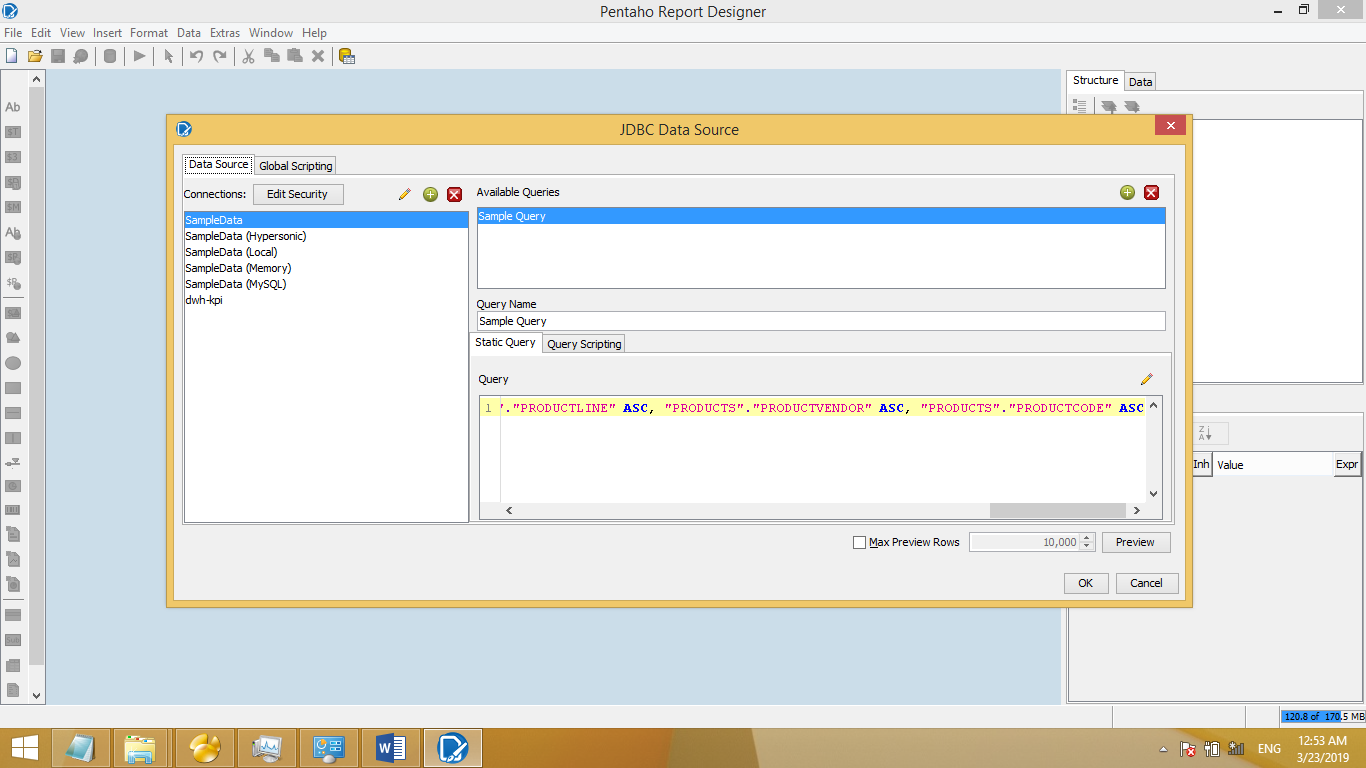 Pentaho Report Designer
File Edit View Insert Format Data Extras Window Help
Structure Data
JDBC Data Source
Data Source Global Scripting
Connections: Edit Security
SampleData
SampleData (Hypersonic)
SampleData (Local)
SampleData (Memory)
SampleData (MySQL)
dwh-kpi
Available Queries
Sample Query
Query Name
Sample Query
Static Query Query Scripting
Query
1 "."PRODUCTLINE" ASC, "PRODUCTS"."PRODUCTVENDOR" ASC, "PRODUCTS"."PRODUCTCODE" ASC
Max Preview Rows 10,000 Preview
OK Cancel
Inh Value Expr
Ab
120.8 of 170.5 MB
ENG
12:53 AM
3/23/2019